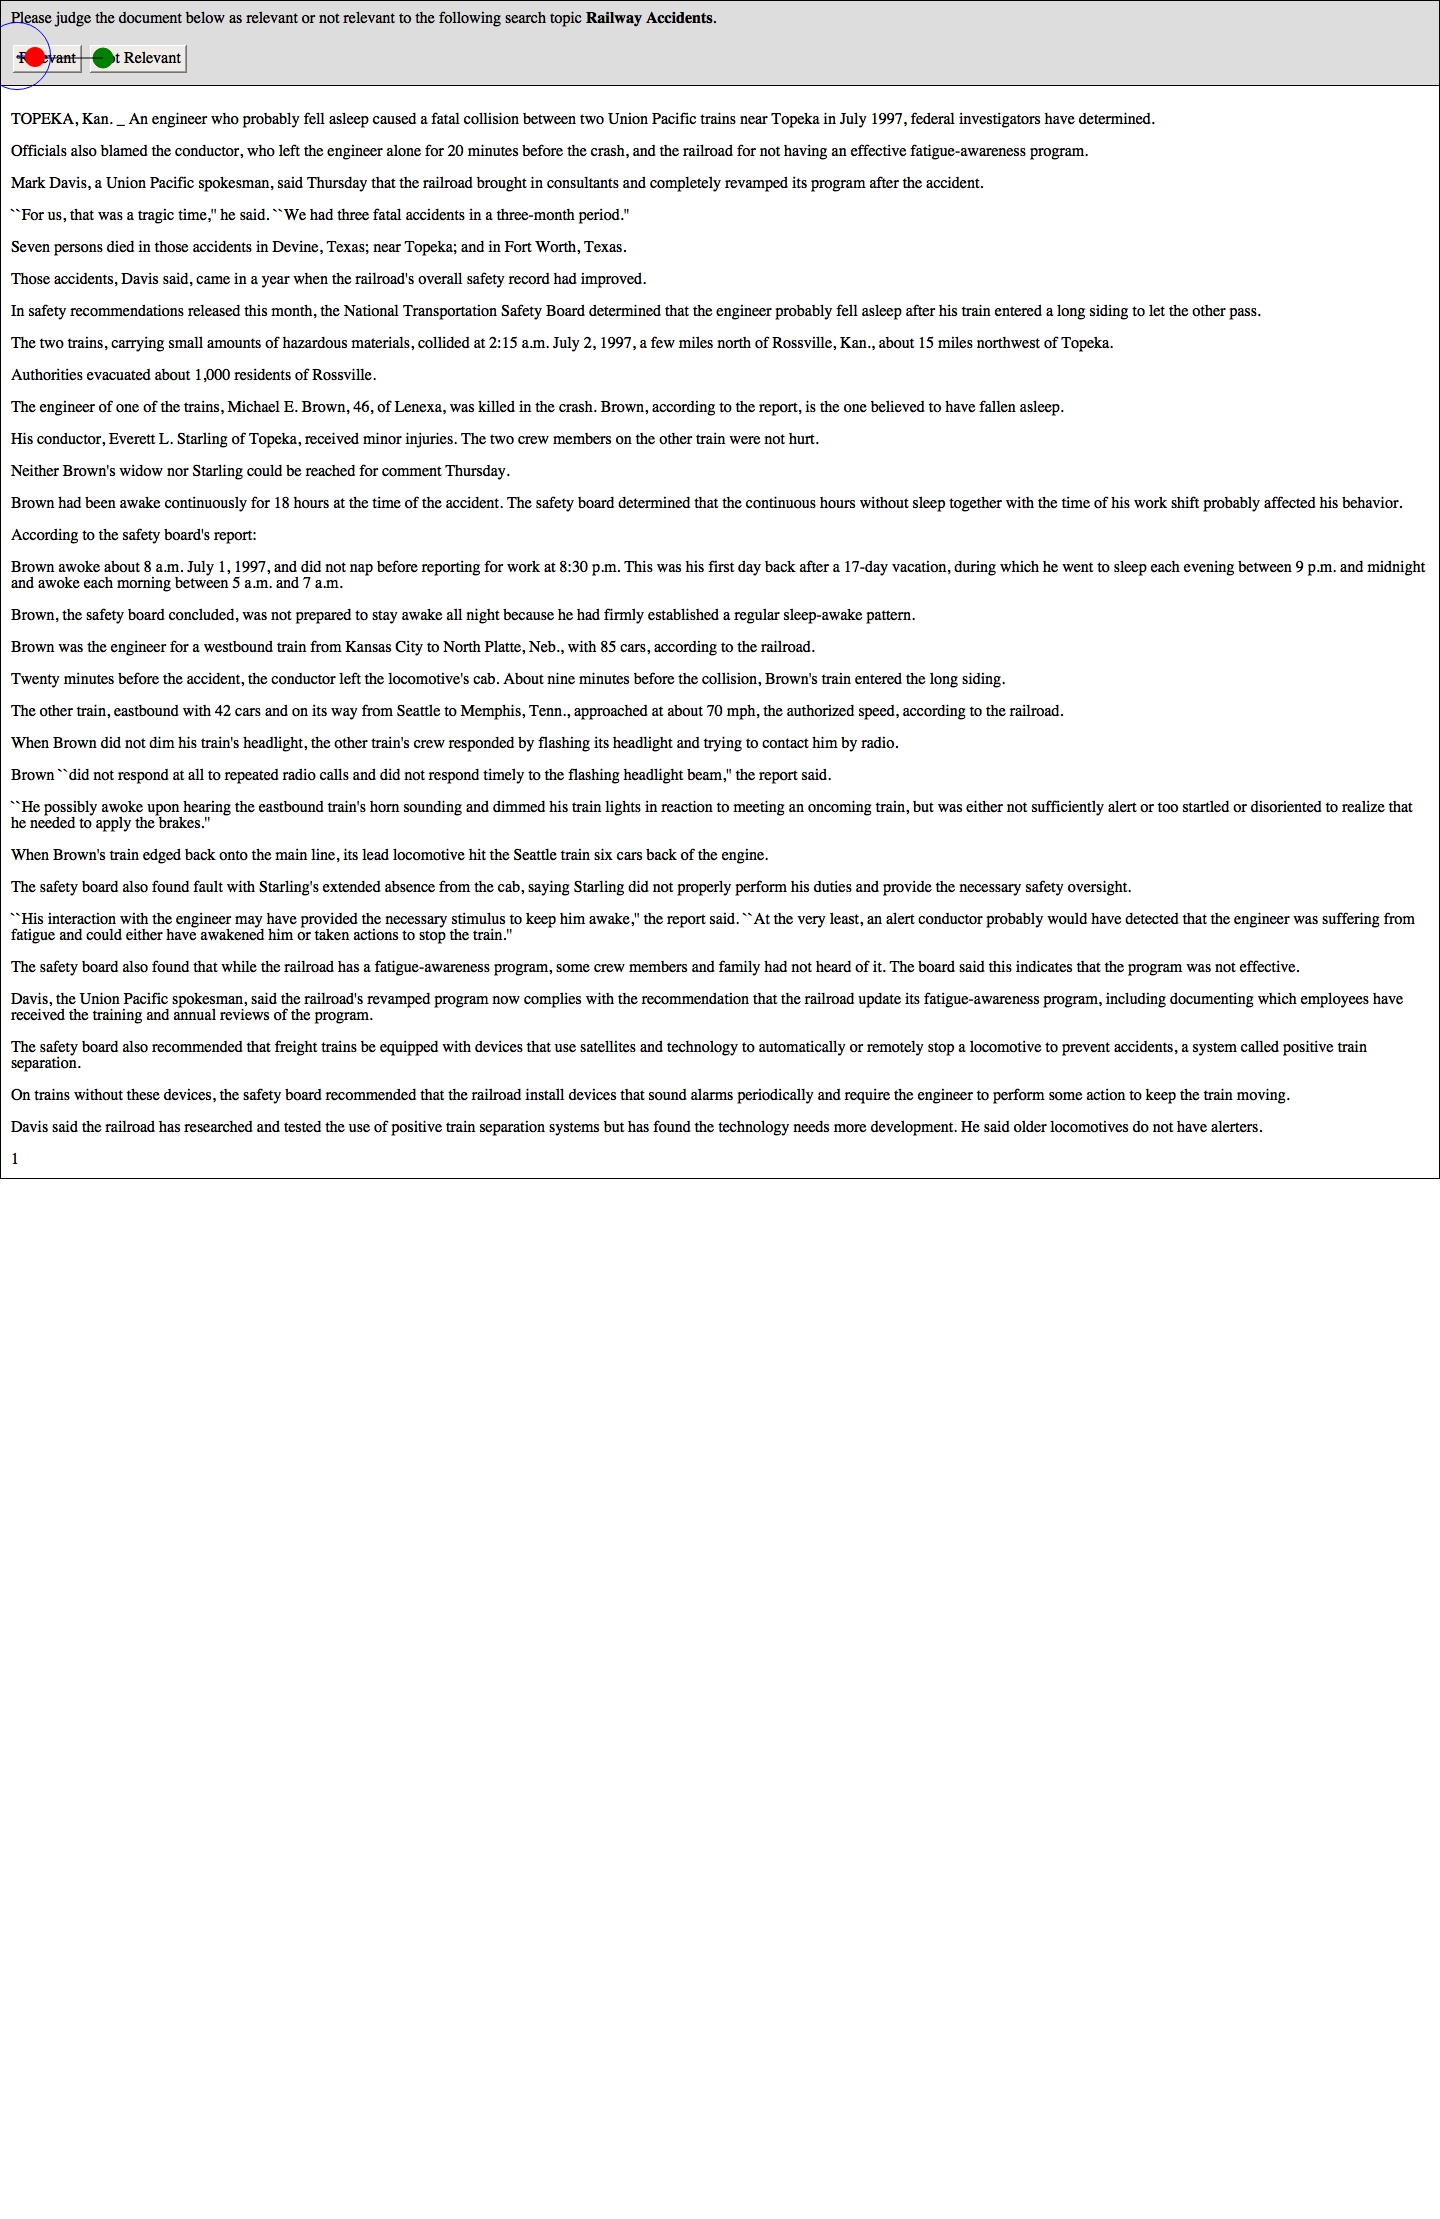 Please judge the document below as relevant or not relevant to the following search topic Railway Accidents.
Relevant
TOPEKA, Kan. _ An engineer who probably fell asleep caused a fatal collision between two Union Pacific trains near Topeka in July 1997, federal investigators have determined.
Officials also blamed the conductor, who left the engineer alone for 20 minutes before the crash, and the railroad for not having an effective fatigue-awareness program.
Mark Davis, a Union Pacific spokesman, said Thursday that the railroad brought in consultants and completely revamped its program after the accident.
``For us, that was a tragic time,'' he said. ``We had three fatal accidents in a three-month period.''
Seven persons died in those accidents in Devine, Texas; near Topeka; and in Fort Worth, Texas.
Those accidents, Davis said, came in a year when the railroad's overall safety record had improved.
In safety recommendations released this month, the National Transportation Safety Board determined that the engineer probably fell asleep after his train entered a long siding to let the other pass.
The two trains, carrying small amounts of hazardous materials, collided at 2:15 a.m. July 2, 1997, a few miles north of Rossville, Kan., about 15 miles northwest of Topeka.
Authorities evacuated about 1,000 residents of Rossville.
The engineer of one of the trains, Michael E. Brown, 46, of Lenexa, was killed in the crash. Brown, according to the report, is the one believed to have fallen asleep.
His conductor, Everett L. Starling of Topeka, received minor injuries. The two crew members on the other train were not hurt.
Neither Brown's widow nor Starling could be reached for comment Thursday.
Brown had been awake continuously for 18 hours at the time of the accident. The safety board determined that the continuous hours without sleep together with the time of his work shift probably affected his behavior.
According to the safety board's report:
Brown awoke about 8 a.m. July 1, 1997, and did not nap before reporting for work at 8:30 p.m. This was his first day back after a 17-day vacation, during which he went to sleep each evening between 9 p.m. and midnight
and awoke each morning between 5 a.m. and 7 a.m.
Brown, the safety board concluded, was not prepared to stay awake all night because he had firmly established a regular sleep-awake pattern.
Brown was the engineer for a westbound train from Kansas City to North Platte, Neb., with 85 cars, according to the railroad.
Twenty minutes before the accident, the conductor left the locomotive's cab. About nine minutes before the collision, Brown's train entered the long siding.
The other train, eastbound with 42 cars and on its way from Seattle to Memphis, Tenn., approached at about 70 mph, the authorized speed, according to the railroad.
When Brown did not dim his train's headlight, the other train's crew responded by flashing its headlight and trying to contact him by radio.
Brown ``did not respond at all to repeated radio calls and did not respond timely to the flashing headlight beam,'' the report said.
``He possibly awoke upon hearing the eastbound train's horn sounding and dimmed his train lights in reaction to meeting an oncoming train, but was either not sufficiently alert or too startled or disoriented to realize that
he needed to apply the brakes.''
When Brown's train edged back onto the main line, its lead locomotive hit the Seattle train six cars back of the engine.
The safety board also found fault with Starling's extended absence from the cab, saying Starling did not properly perform his duties and provide the necessary safety oversight.
``His interaction with the engineer may have provided the necessary stimulus to keep him awake,'' the report said. ``At the very least, an alert conductor probably would have detected that the engineer was suffering from
fatigue and could either have awakened him or taken actions to stop the train.''
The safety board also found that while the railroad has a fatigue-awareness program, some crew members and family had not heard of it. The board said this indicates that the program was not effective.
Davis, the Union Pacific spokesman, said the railroad's revamped program now complies with the recommendation that the railroad update its fatigue-awareness program, including documenting which employees have
received the training and annual reviews of the program.
The safety board also recommended that freight trains be equipped with devices that use satellites and technology to automatically or remotely stop a locomotive to prevent accidents, a system called positive train
separation.
On trains without these devices, the safety board recommended that the railroad install devices that sound alarms periodically and require the engineer to perform some action to keep the train moving.
Davis said the railroad has researched and tested the use of positive train separation systems but has found the technology needs more development. He said older locomotives do not have alerters.
1